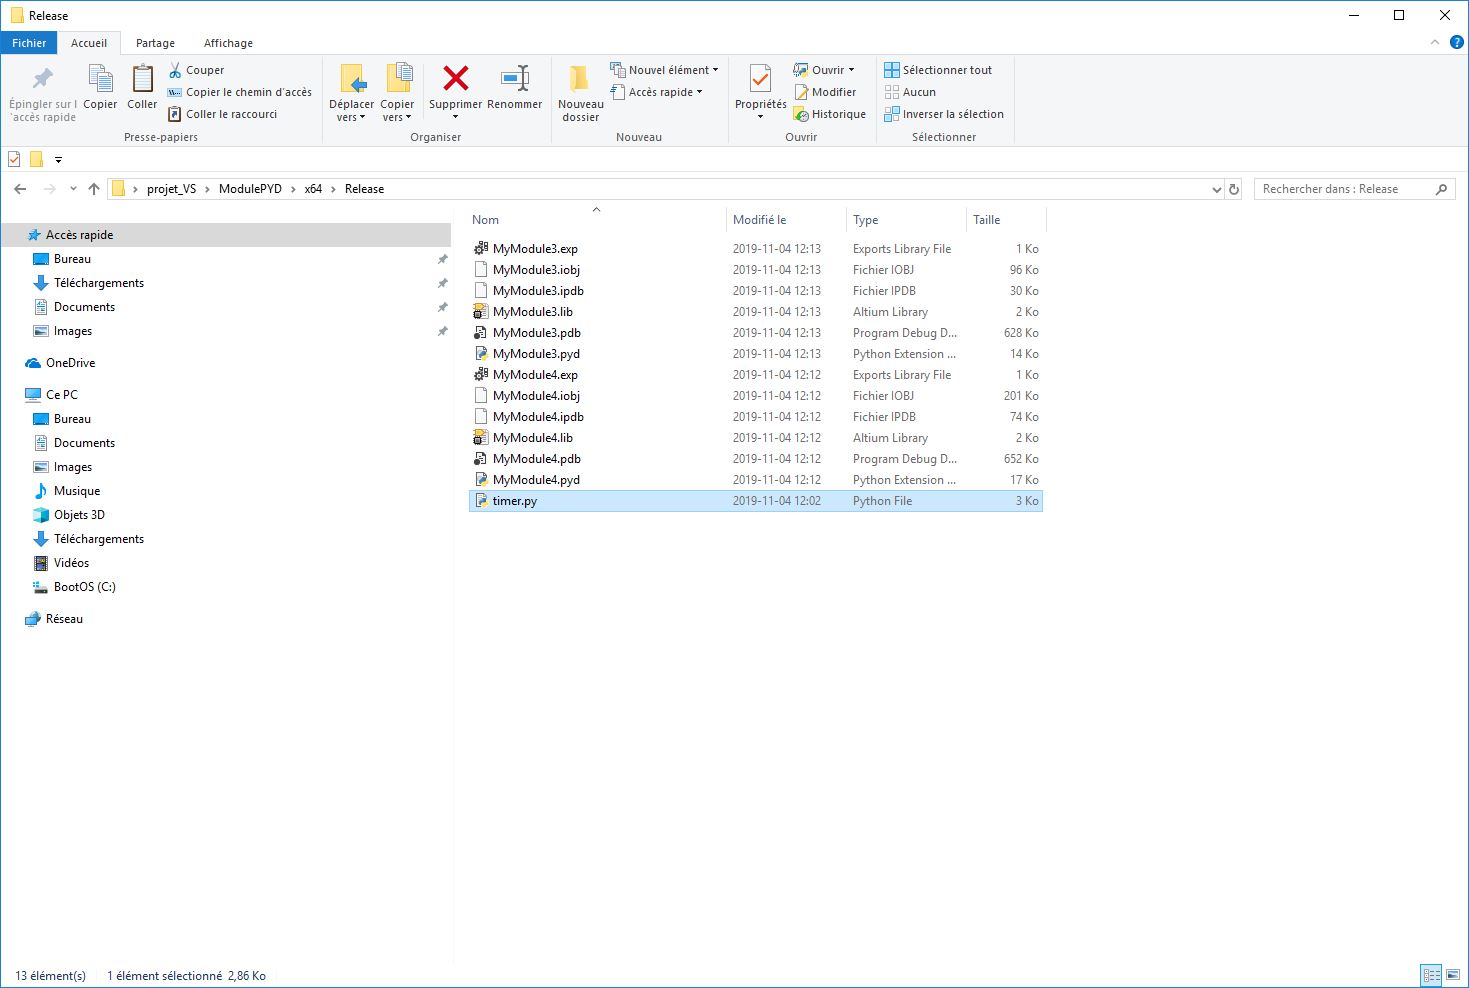 Release
Fichier Accueil Partage Affichage
Épingler sur l
'accès rapide
Copier
Coller
Couper
Copier le chemin d'accès
Coller le raccourci
Presse-papiers
Déplacer
vers
Copier
vers
Supprimer
Renommer
Organiser
Nouveau
dossier
Nouvel élément
Accès rapide
Nouveau
Propriétés
Ouvrir
Modifier
Historique
Ouvrir
Sélectionner tout
Aucun
Inverser la sélection
Sélectionner
projet_VS > ModulePYD > x64 > Release
Rechercher dans : Release
Accès rapide
Bureau
Téléchargements
Documents
Images
OneDrive
Ce PC
Bureau
Documents
Images
Musique
Objets 3D
Téléchargements
Vidéos
BootOS (C:)
Réseau
Nom Modifié le Type Taille
MyModule3.exp 2019-11-04 12:13 Exports Library File 1 Ko
MyModule3.iobj 2019-11-04 12:13 Fichier IOBJ 96 Ko
MyModule3.ipdb 2019-11-04 12:13 Fichier IPDB 30 Ko
MyModule3.lib 2019-11-04 12:13 Altium Library 2 Ko
MyModule3.pdb 2019-11-04 12:13 Program Debug D... 628 Ko
MyModule3.pyd 2019-11-04 12:13 Python Extension ... 14 Ko
MyModule4.exp 2019-11-04 12:12 Exports Library File 1 Ko
MyModule4.iobj 2019-11-04 12:12 Fichier IOBJ 201 Ko
MyModule4.ipdb 2019-11-04 12:12 Fichier IPDB 74 Ko
MyModule4.lib 2019-11-04 12:12 Altium Library 2 Ko
MyModule4.pdb 2019-11-04 12:12 Program Debug D... 652 Ko
MyModule4.pyd 2019-11-04 12:12 Python Extension ... 17 Ko
timer.py 2019-11-04 12:02 Python File 3 Ko
13 élément(s) 1 élément sélectionné 2,86 Ko